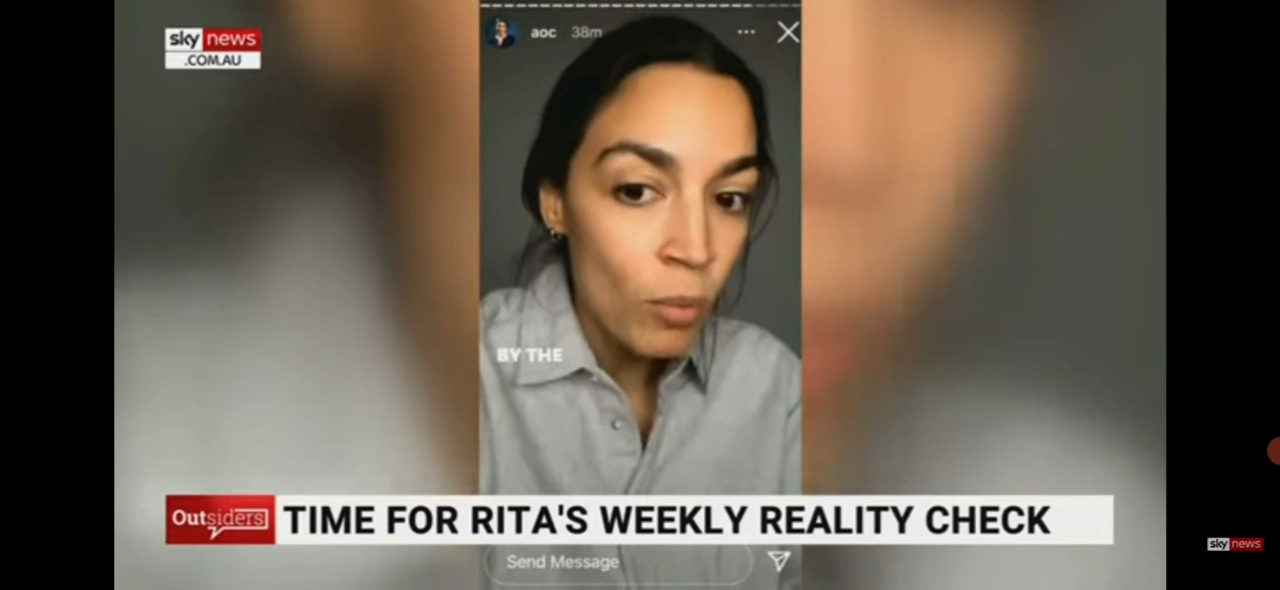 sky news
.COM.AU
aoc 38m
BY THE
Outsiders
TIME FOR RITA'S WEEKLY REALITY CHECK
Send Message
sky news